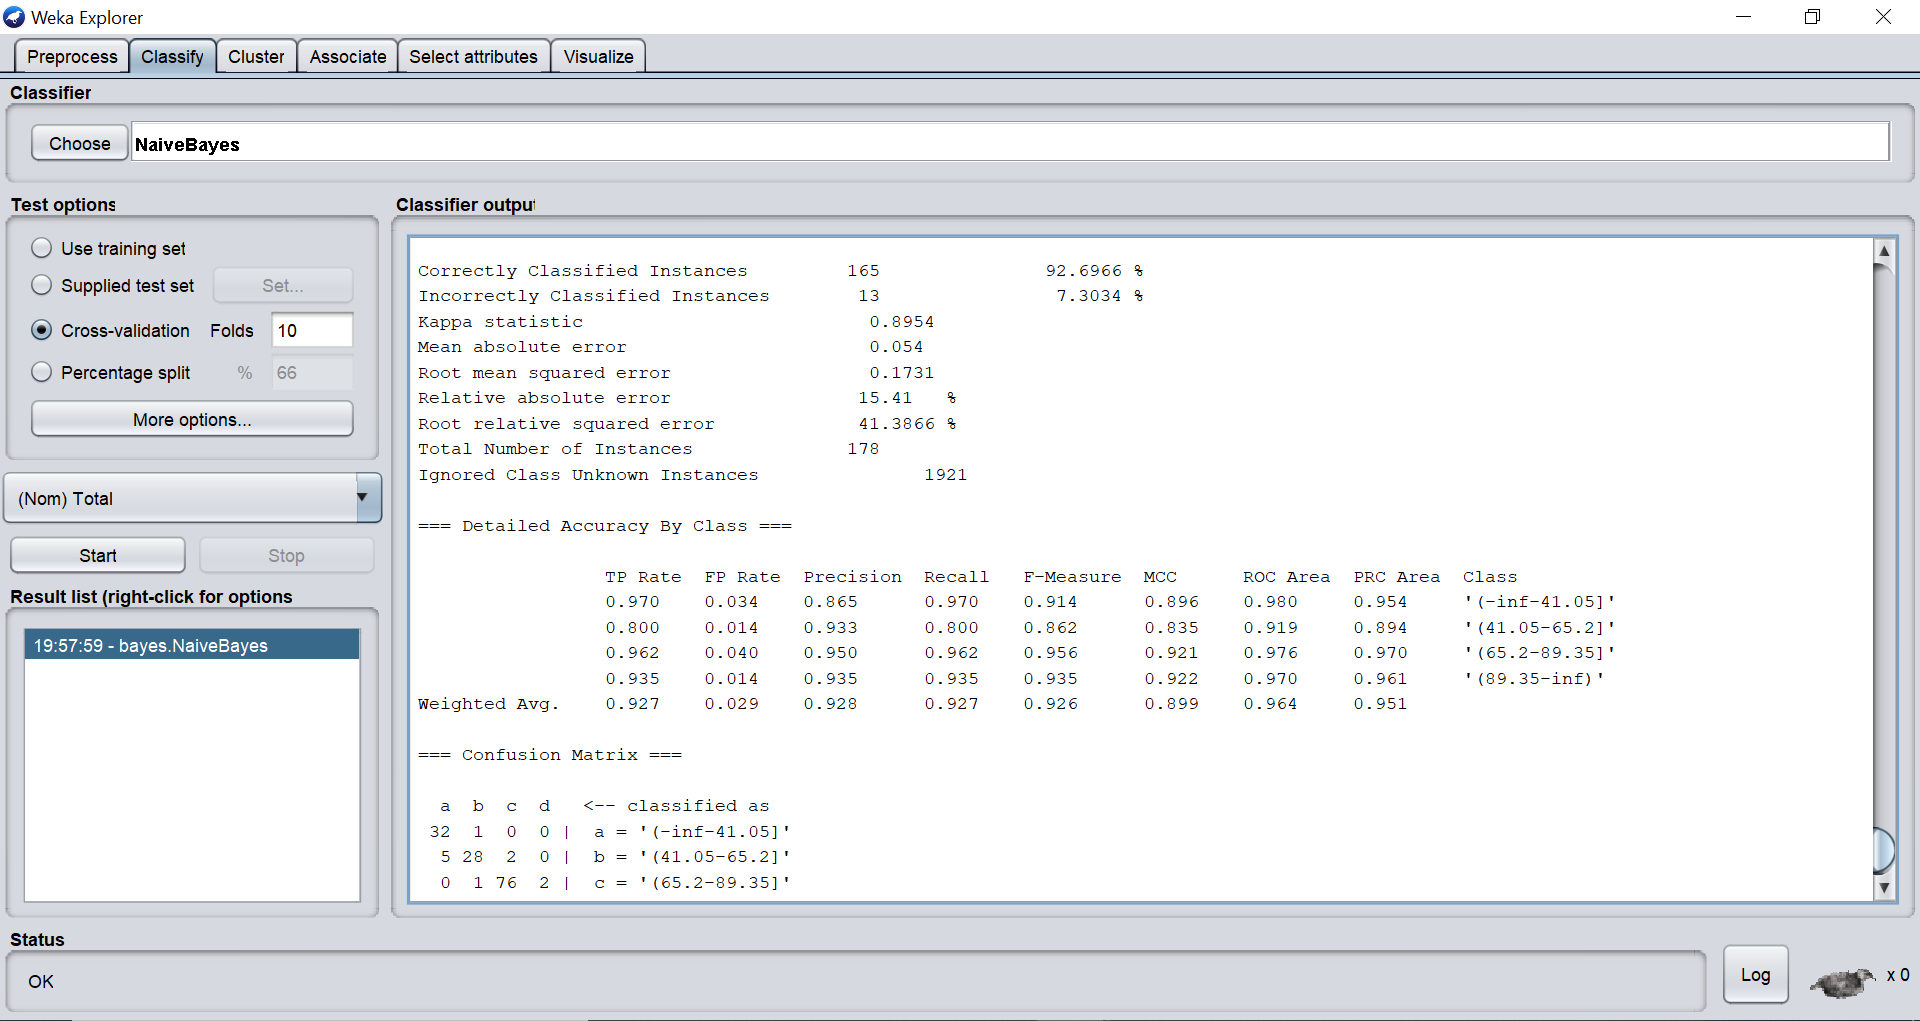 Weka Explorer
Preprocess Classify Cluster Associate Select attributes Visualize
Classifier
Choose NaiveBayes
Test options
Use training set
Supplied test set Set...
Cross-validation Folds 10
Percentage split % 66
More options...
(Nom) Total
Start Stop
Result list (right-click for options
19:57:59 - bayes.NaiveBayes
Classifier output
Correctly Classified Instances 165 92.6966 %
Incorrectly Classified Instances 13 7.3034 %
Kappa statistic 0.8954
Mean absolute error 0.054
Root mean squared error 0.1731
Relative absolute error 15.41 %
Root relative squared error 41.3866 %
Total Number of Instances 178
Ignored Class Unknown Instances 1921
=== Detailed Accuracy By Class ===
TP Rate FP Rate Precision Recall F-Measure MCC ROC Area PRC Area Class
0.970 0.034 0.865 0.970 0.914 0.896 0.980 0.954 '(-inf-41.05]'
0.800 0.014 0.933 0.800 0.862 0.835 0.919 0.894 '(41.05-65.2]'
0.962 0.040 0.950 0.962 0.956 0.921 0.976 0.970 '(65.2-89.35]'
0.935 0.014 0.935 0.935 0.935 0.922 0.970 0.961 '(89.35-inf)'
Weighted Avg. 0.927 0.029 0.928 0.927 0.926 0.899 0.964 0.951
=== Confusion Matrix ===
a b c d <-- classified as
32 1 0 0 | a = '(-inf-41.05]'
5 28 2 0 | b = '(41.05-65.2]'
0 1 76 2 | c = '(65.2-89.35]'
Status
OK
Log x 0